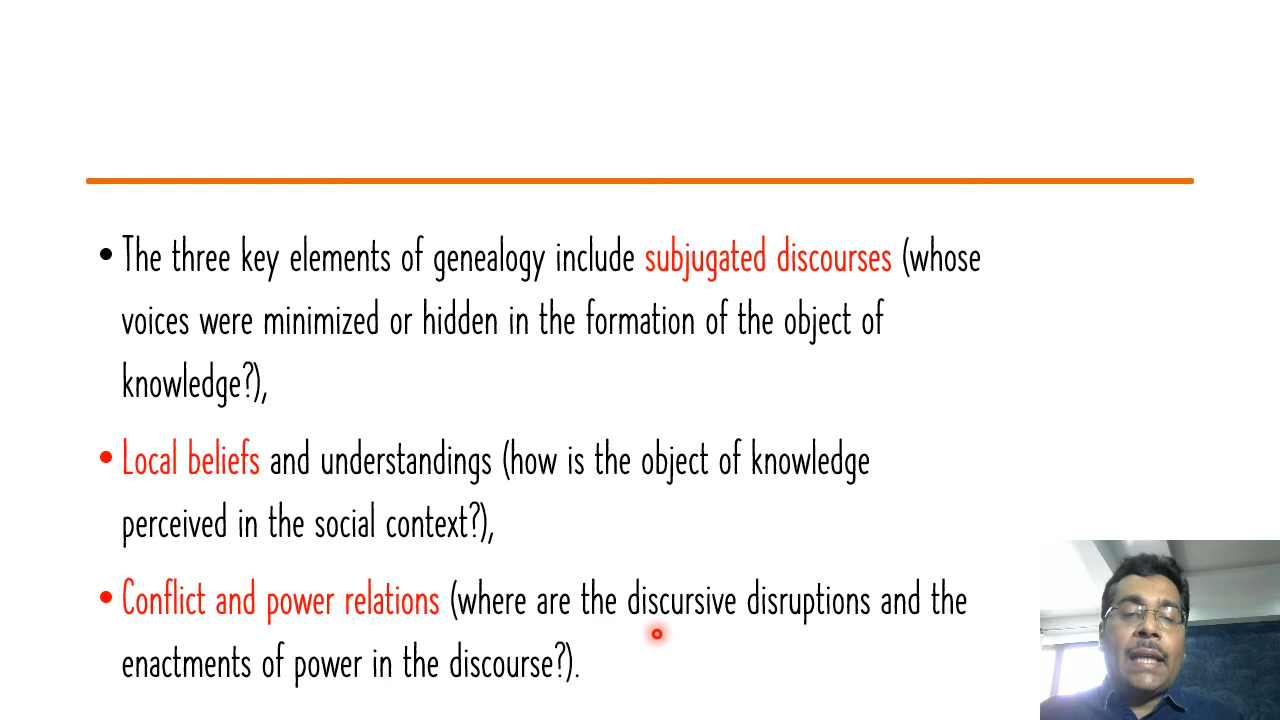 • The three key elements of genealogy include subjugated discourses (whose
voices were minimized or hidden in the formation of the object of
knowledge?),
• Local beliefs and understandings (how is the object of knowledge
perceived in the social context?),
• Conflict and power relations (where are the discursive disruptions and the
enactments of power in the discourse?).